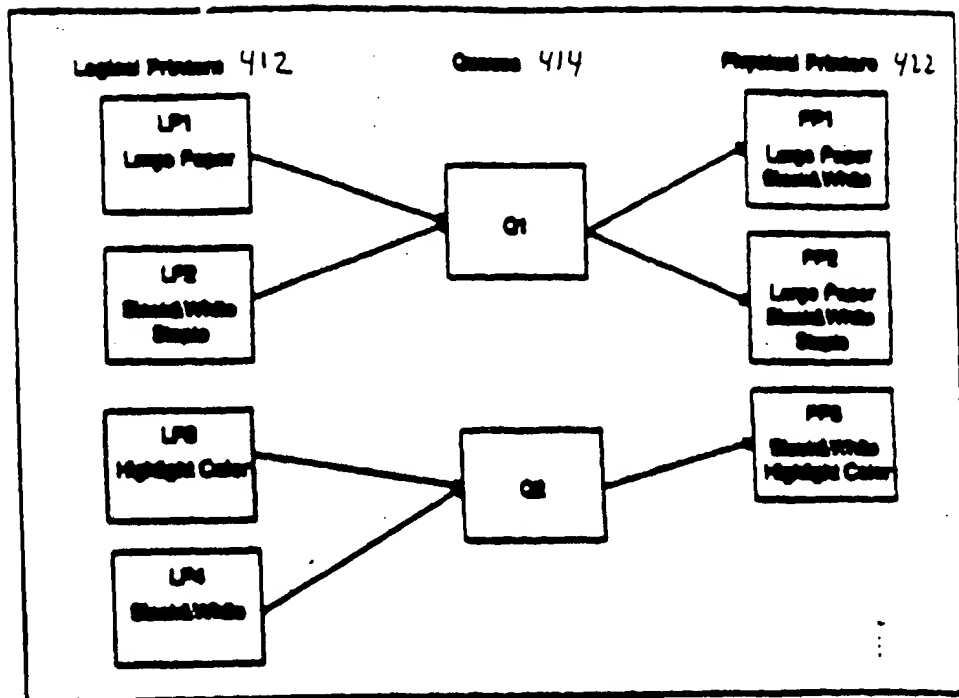 Logical Printers 412
Queues 414
Physical Printers 422
LP1
Large Paper
LP2
Black&White
Staple
LP3
Highlight Color
LP4
Black&White
Q1
Q2
PP1
Large Paper
Black&White
PP2
Large Paper
Black&White
Staple
PP3
Black&White
Highlight Color